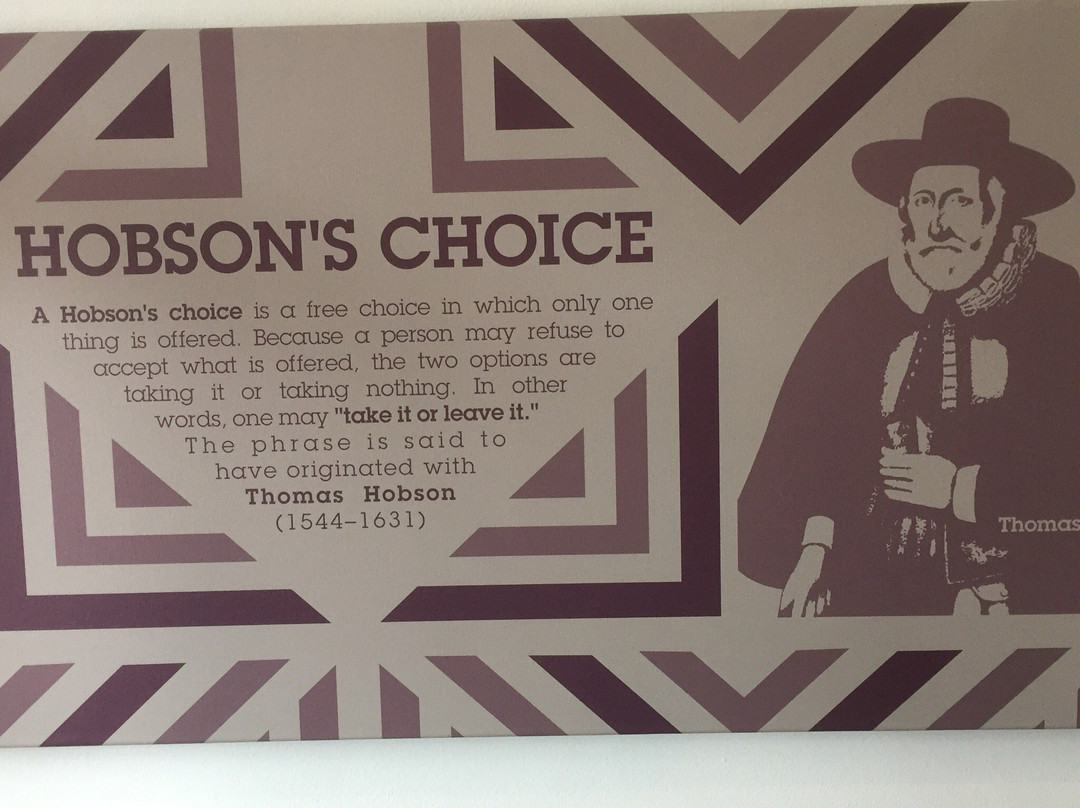 HOBSON'S CHOICE
A Hobson's choice is a free choice in which only one
thing is offered. Because a person may refuse to
accept what is offered, the two options are
taking it or taking nothing. In other
words, one may "take it or leave it."
The phrase is said to
have originated with
Thomas Hobson
(1544–1631)
Thomas